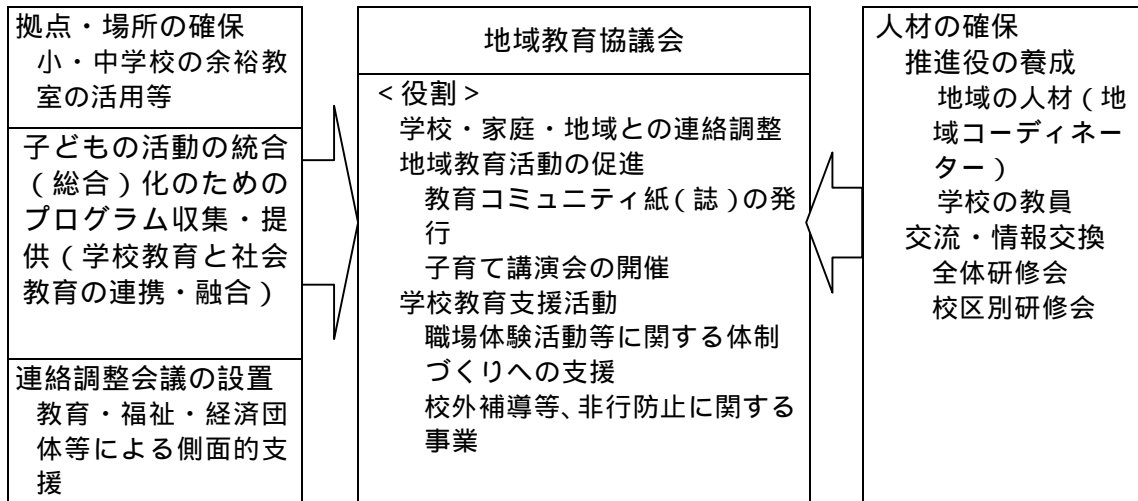 拠点・場所の確保
小・中学校の余裕教
室の活用等
子どもの活動の統合
(総合)化のための
プログラム収集・提
供(学校教育と社会
教育の連携・融合)
連絡調整会議の設置
教育・福祉・経済団
体等による側面的支
援
地域教育協議会
<役割>
学校・家庭・地域との連絡調整
地域教育活動の促進
教育コミュニティ紙(誌)の発
行
子育て講演会の開催
学校教育支援活動
職場体験活動等に関する体制
づくりへの支援
校外補導等、非行防止に関する
事業
人材の確保
推進役の養成
地域の人材(地
域コーディネー
ター)
学校の教員
交流・情報交換
全体研修会
校区別研修会